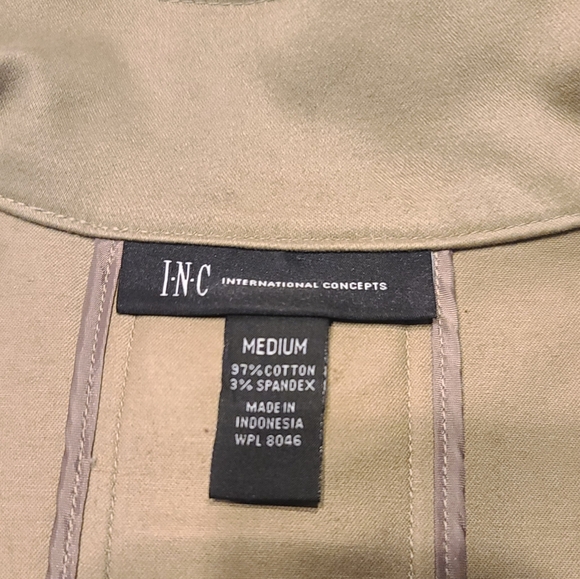 I·N·C INTERNATIONAL CONCEPTS
MEDIUM
97%COTTON
3% SPANDEX
MADE IN
INDONESIA
WPL 8046